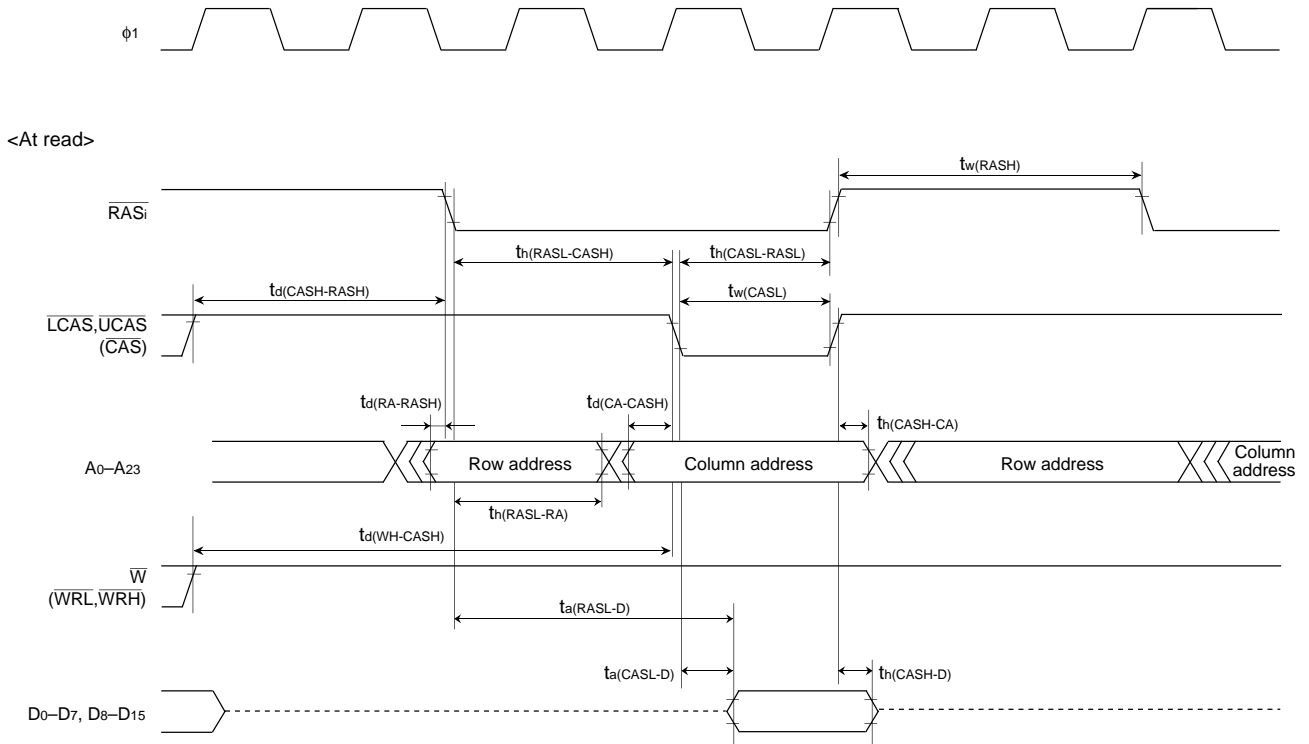 ϕ1
<At read>
tw(RASH)
RASi
th(RASL-CASH)
th(CASL-RASL)
td(CASH-RASH)
tw(CASL)
LCAS,UCAS
(CAS)
td(RA-RASH)
td(CA-CASH)
th(CASH-CA)
A0–A23
Row address
Column address
Row address
Column
address
th(RASL-RA)
td(WH-CASH)
W
(WRL,WRH)
ta(RASL-D)
ta(CASL-D)
th(CASH-D)
D0–D7, D8–D15